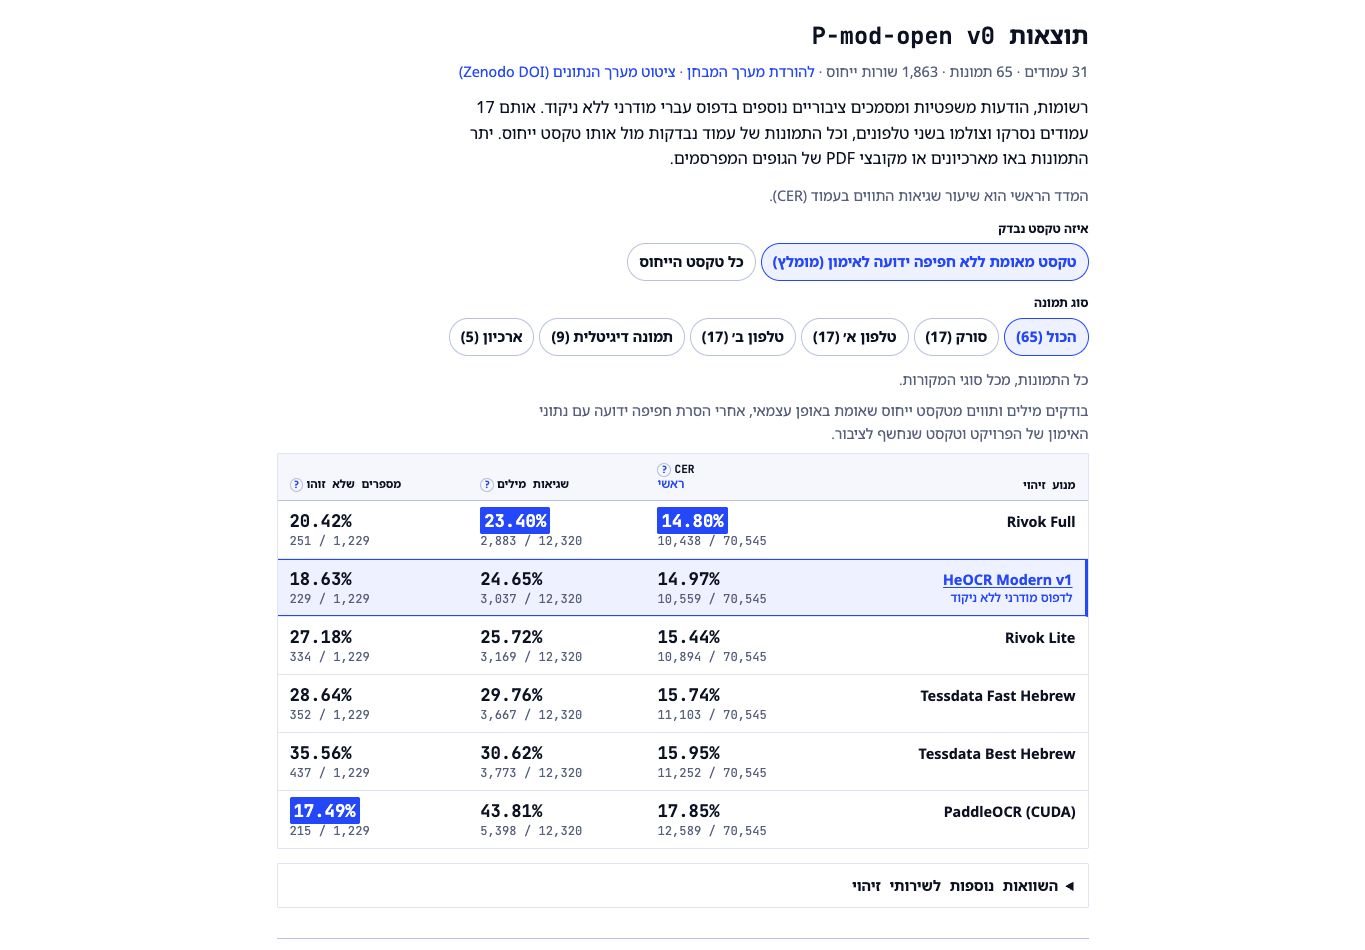 תוצאות P-mod-open v0
31 עמודים · 65 תמונות · 1,863 שורות ייחוס · להורדת מערך המבחן · ציטוט מערך הנתונים (Zenodo DOI)
רשומות, הודעות משפטיות ומסמכים ציבוריים נוספים בדפוס עברי מודרני ללא ניקוד. אותם 17
עמודים נסרקו וצולמו בשני טלפונים, וכל התמונות של עמוד נבדקות מול אותו טקסט ייחוס. יתר
התמונות באו מארכיונים או מקובצי PDF של הגופים המפרסמים.
המדד הראשי הוא שיעור שגיאות התווים בעמוד (CER).
איזה טקסט נבדק
טקסט מאומת ללא חפיפה ידועה לאימון (מומלץ) כל טקסט הייחוס
סוג תמונה
הכול (65) סורק (17) טלפון א׳ (17) טלפון ב׳ (17) תמונה דיגיטלית (9) ארכיון (5)
כל התמונות, מכל סוגי המקורות.
בודקים מילים ותווים מטקסט ייחוס שאומת באופן עצמאי, אחרי הסרת חפיפה ידועה עם נתוני
האימון של הפרויקט וטקסט שנחשף לציבור.
מנוע זיהוי CER ? שגיאות מילים ? מספרים שלא זוהו ?
ראשי
Rivok Full 14.80% 23.40% 20.42%
10,438 / 70,545 2,883 / 12,320 251 / 1,229
HeOCR Modern v1 14.97% 24.65% 18.63%
לדפוס מודרני ללא ניקוד 10,559 / 70,545 3,037 / 12,320 229 / 1,229
Rivok Lite 15.44% 25.72% 27.18%
10,894 / 70,545 3,169 / 12,320 334 / 1,229
Tessdata Fast Hebrew 15.74% 29.76% 28.64%
11,103 / 70,545 3,667 / 12,320 352 / 1,229
Tessdata Best Hebrew 15.95% 30.62% 35.56%
11,252 / 70,545 3,773 / 12,320 437 / 1,229
PaddleOCR (CUDA) 17.85% 43.81% 17.49%
12,589 / 70,545 5,398 / 12,320 215 / 1,229
◀ השוואות נוספות לשירותי זיהוי